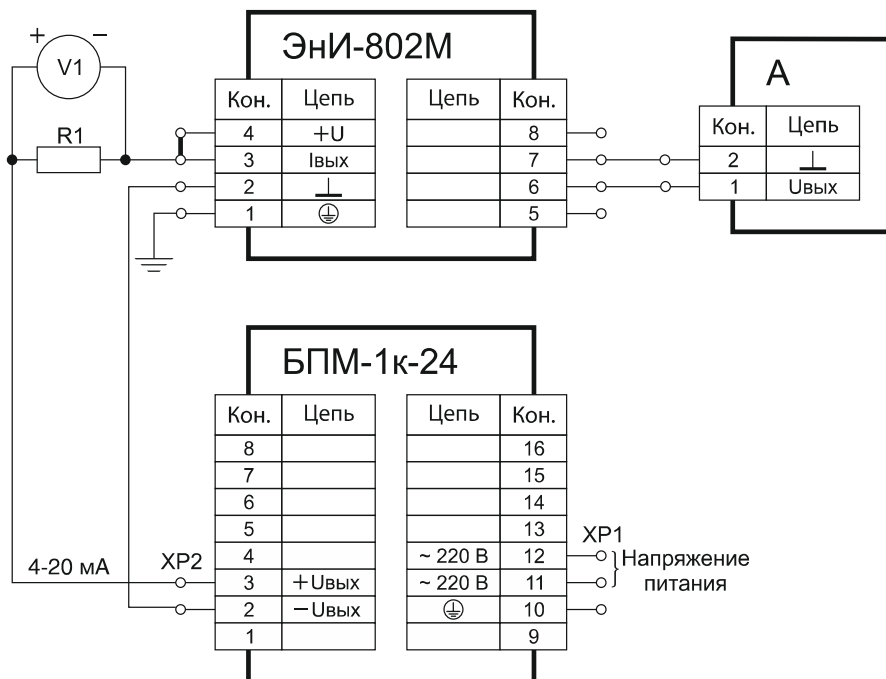 + −
V1
R1
ЭнИ-802М
Кон. Цепь
4 +U
3 Iвых
2
1
Цепь Кон.
8
7
6
5
А
Кон. Цепь
2
1 Uвых
БПМ-1к-24
Кон. Цепь
8
7
6
5
4
3 +Uвых
2 −Uвых
1
4-20 мА
XP2
Цепь Кон.
16
15
14
13
~ 220 В 12
~ 220 В 11
10
9
XP1
Напряжение
питания